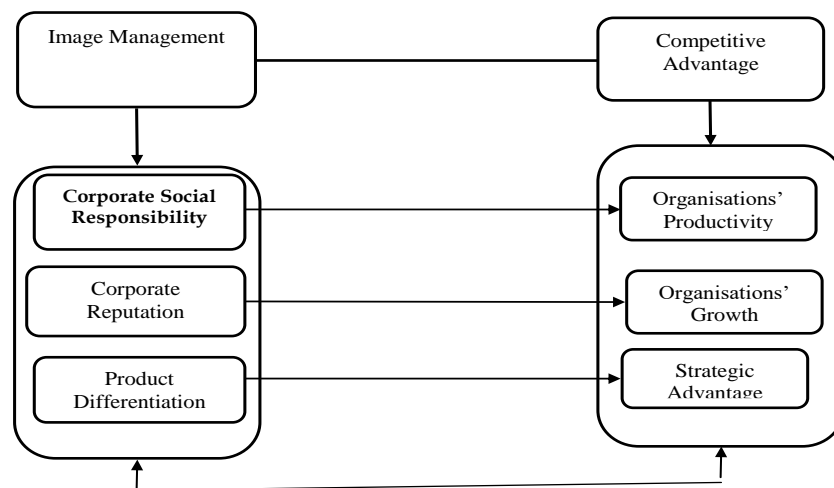 Image Management
Competitive
Advantage
Corporate Social
Responsibility
Organisations’
Productivity
Corporate
Reputation
Organisations’
Growth
Product
Differentiation
Strategic
Advantage